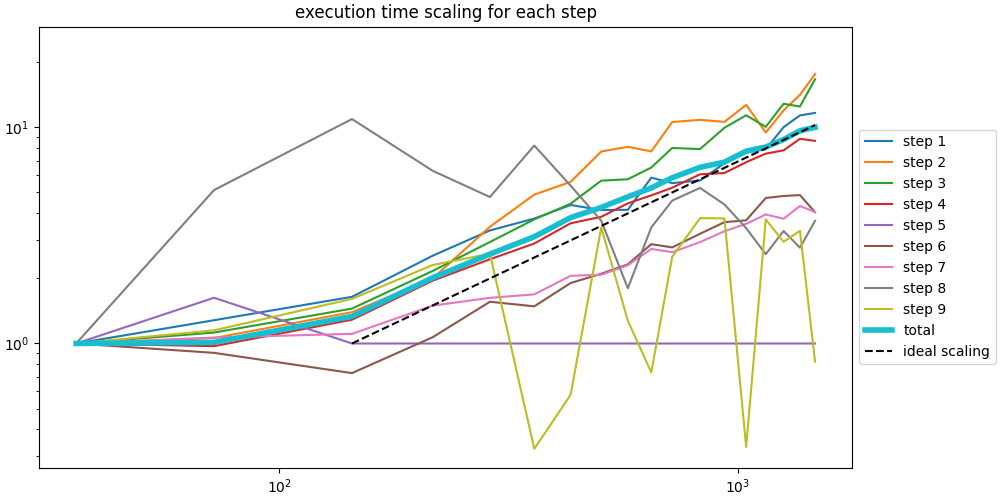 execution time scaling for each step
10¹
10⁰
10²
10³
step 1
step 2
step 3
step 4
step 5
step 6
step 7
step 8
step 9
total
ideal scaling